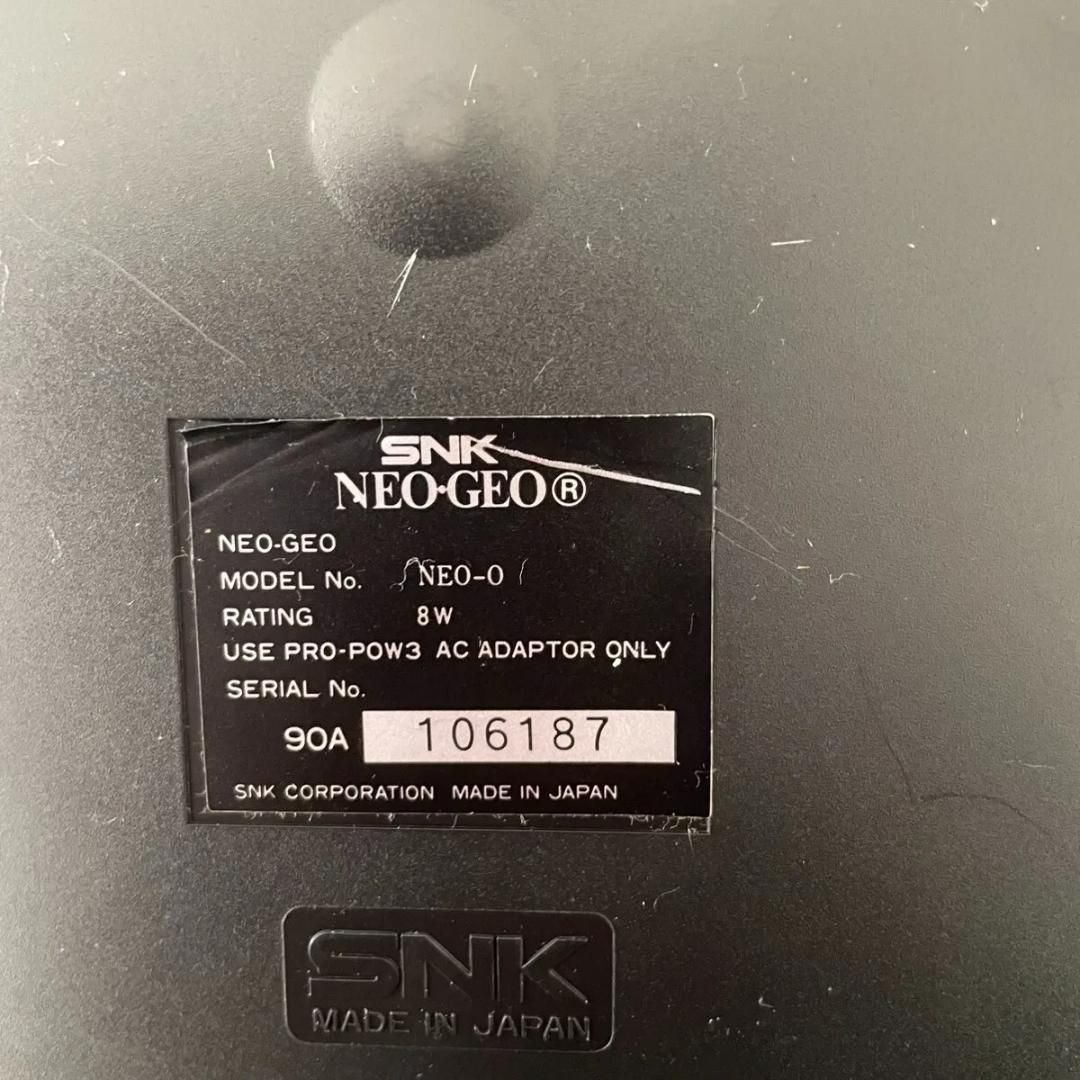 SNK
NEO·GEO®
NEO-GEO
MODEL No. NEO-O
RATING 8W
USE PRO-POW3 AC ADAPTOR ONLY
SERIAL No.
90A 106187
SNK CORPORATION MADE IN JAPAN
SNK
MADE IN JAPAN